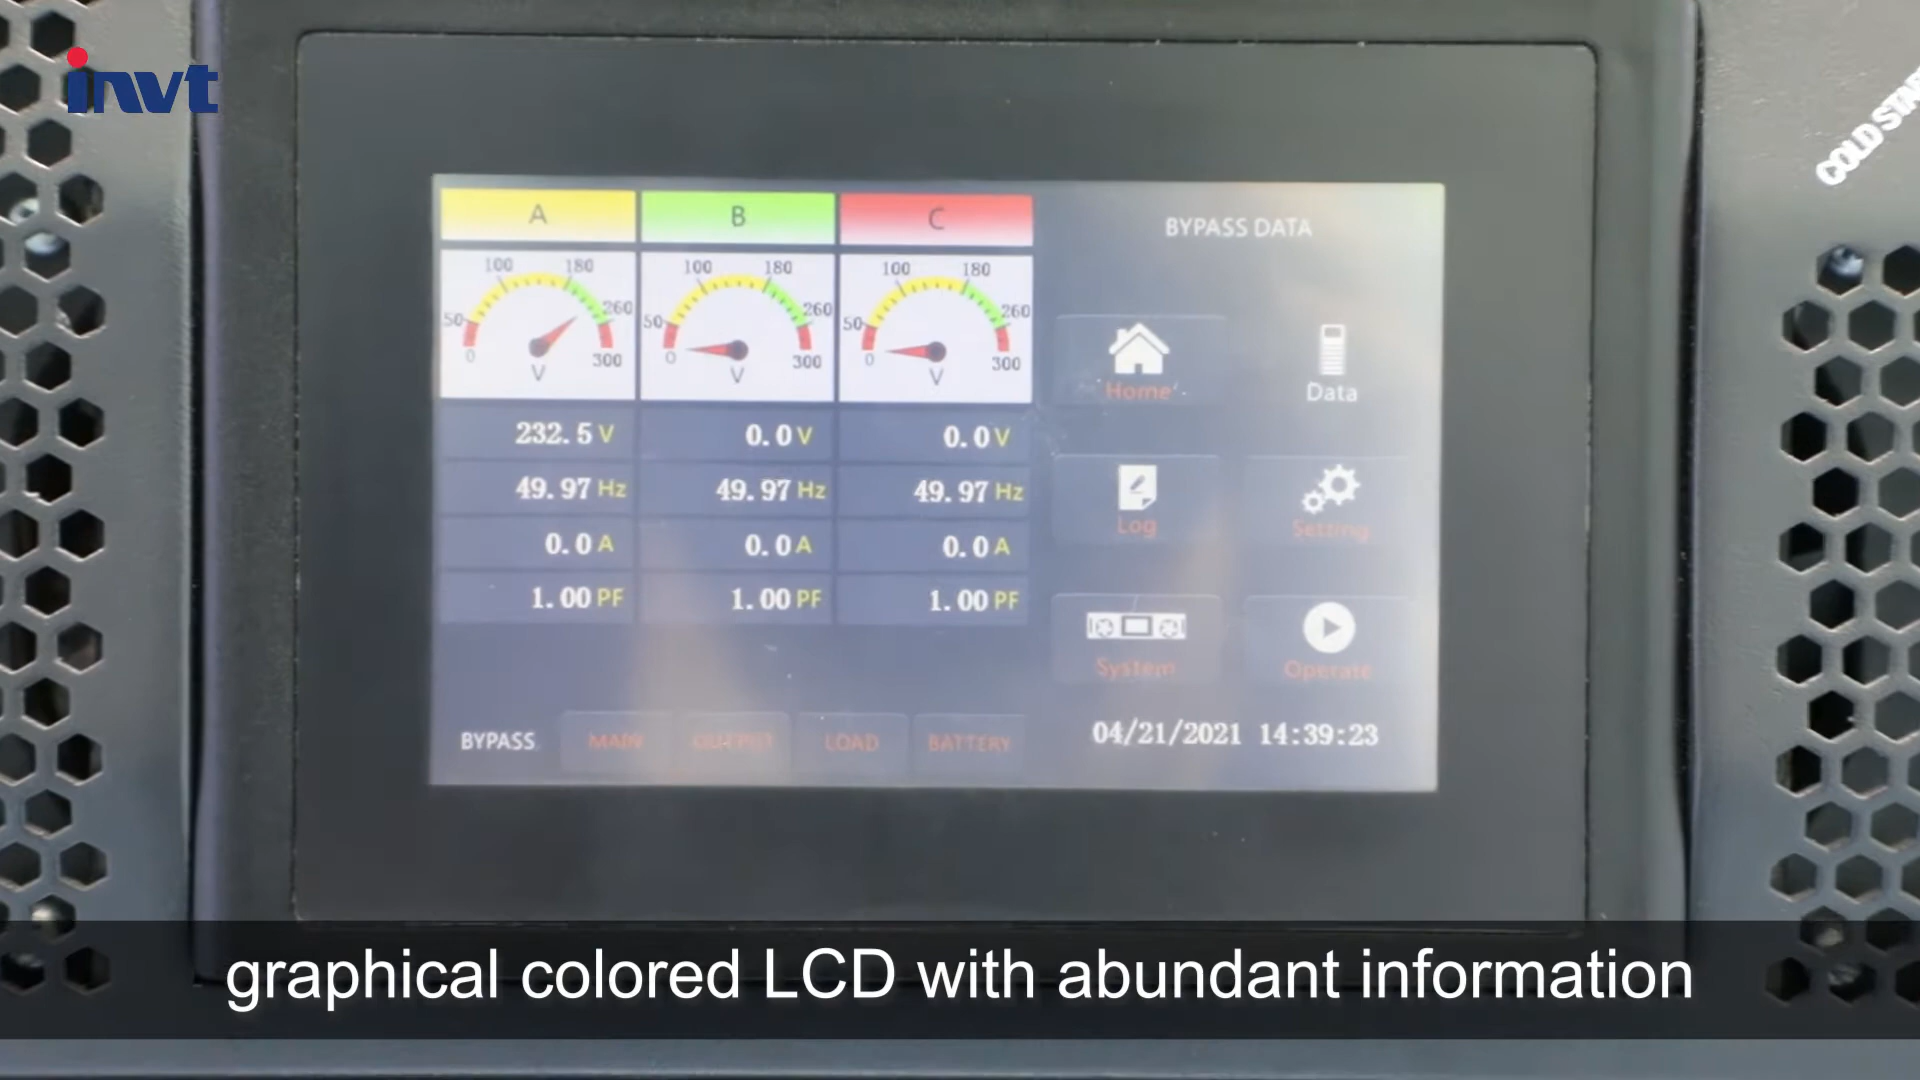 invt
COLD START
A B C
100 180 100 180 100 180
50 260 50 260 50 260
0 300 0 300 0 300
V V V
232.5 V 0.0 V 0.0 V
49.97 Hz 49.97 Hz 49.97 Hz
0.0 A 0.0 A 0.0 A
1.00 PF 1.00 PF 1.00 PF
BYPASS MAIN OUTPUT LOAD BATTERY
BYPASS DATA
Home Data
Log Setting
System Operate
04/21/2021 14:39:23
graphical colored LCD with abundant information